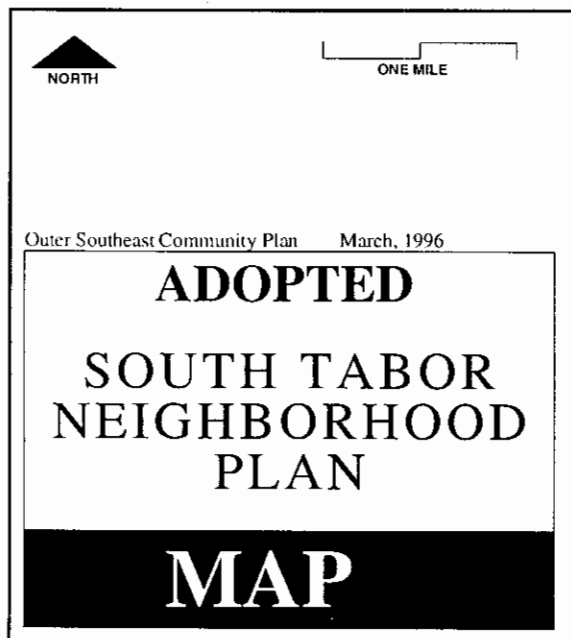 NORTH
ONE MILE
Outer Southeast Community Plan March, 1996
ADOPTED
SOUTH TABOR
NEIGHBORHOOD
PLAN
MAP